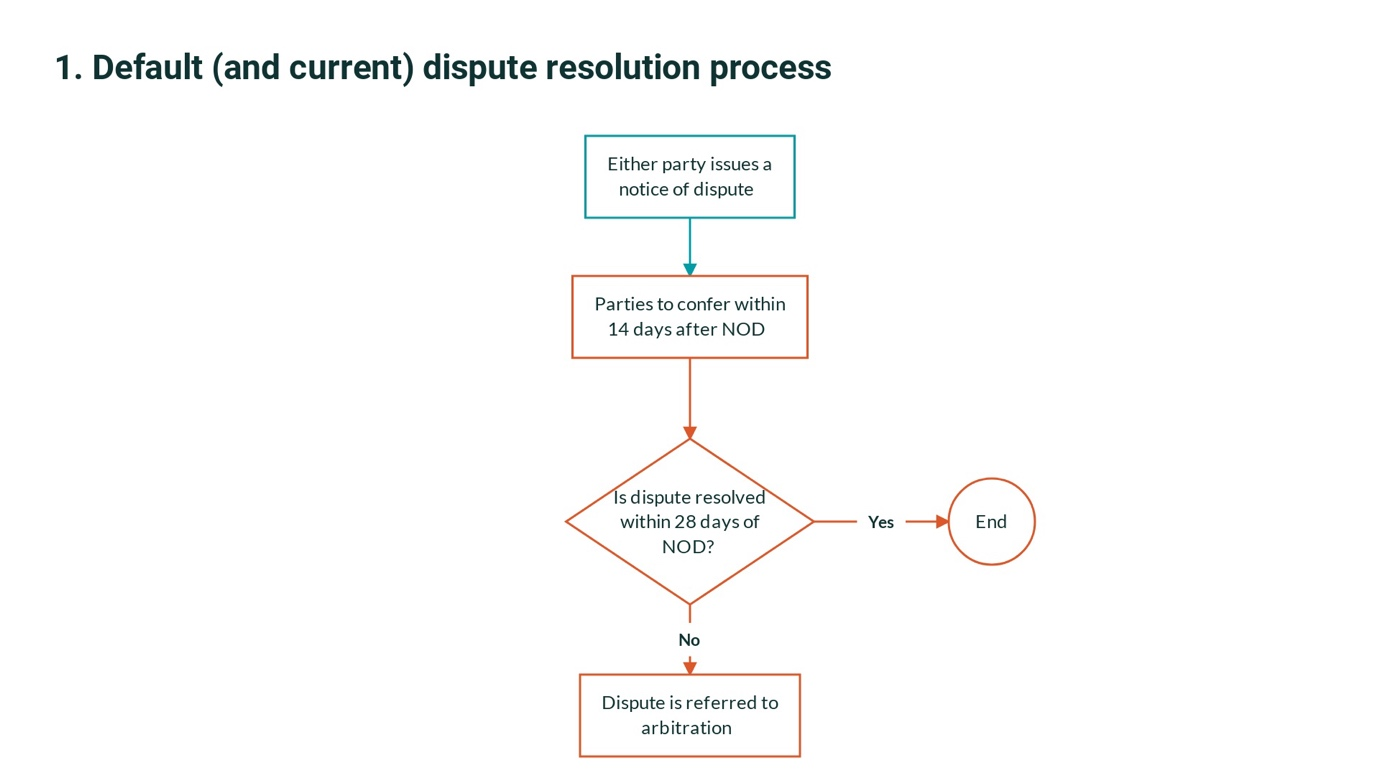 1. Default (and current) dispute resolution process
Either party issues a
notice of dispute
Parties to confer within
14 days after NOD
Is dispute resolved
within 28 days of
NOD?
Yes
End
No
Dispute is referred to
arbitration